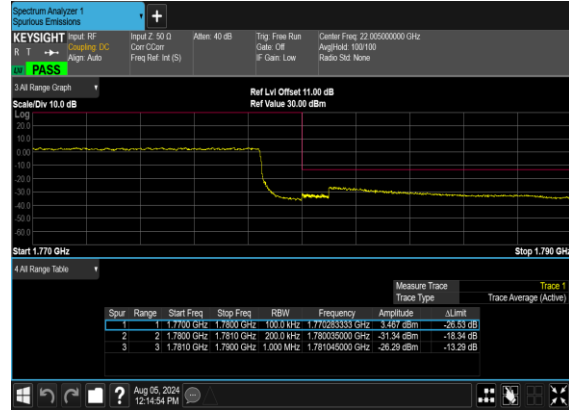 Spectrum Analyzer 1
Spurious Emissions
+
KEYSIGHT Input: RF Input Z: 50 Ω Atten: 40 dB Trig: Free Run Center Freq: 22.005000000 GHz
R T Coupling: DC Corr CCorr Gate: Off Avg|Hold: 100/100
Align: Auto Freq Ref: Int (S) IF Gain: Low Radio Std: None
PASS
3 All Range Graph
Ref Lvl Offset 11.00 dB
Scale/Div 10.0 dB Ref Value 30.00 dBm
Log
20.0
10.0
0.00
-10.0
-20.0
-30.0
-40.0
-50.0
-60.0
Start 1.770 GHz Stop 1.790 GHz
4 All Range Table
Measure Trace Trace 1
Trace Type Trace Average (Active)
Spur Range Start Freq Stop Freq RBW Frequency Amplitude ΔLimit
1 1 1.7700 GHz 1.7800 GHz 100.0 kHz 1.770283333 GHz 3.467 dBm -26.53 dB
2 2 1.7800 GHz 1.7810 GHz 200.0 kHz 1.780035000 GHz -31.34 dBm -18.34 dB
3 3 1.7810 GHz 1.7900 GHz 1.000 MHz 1.781045000 GHz -26.29 dBm -13.29 dB
? Aug 05, 2024
12:14:54 PM